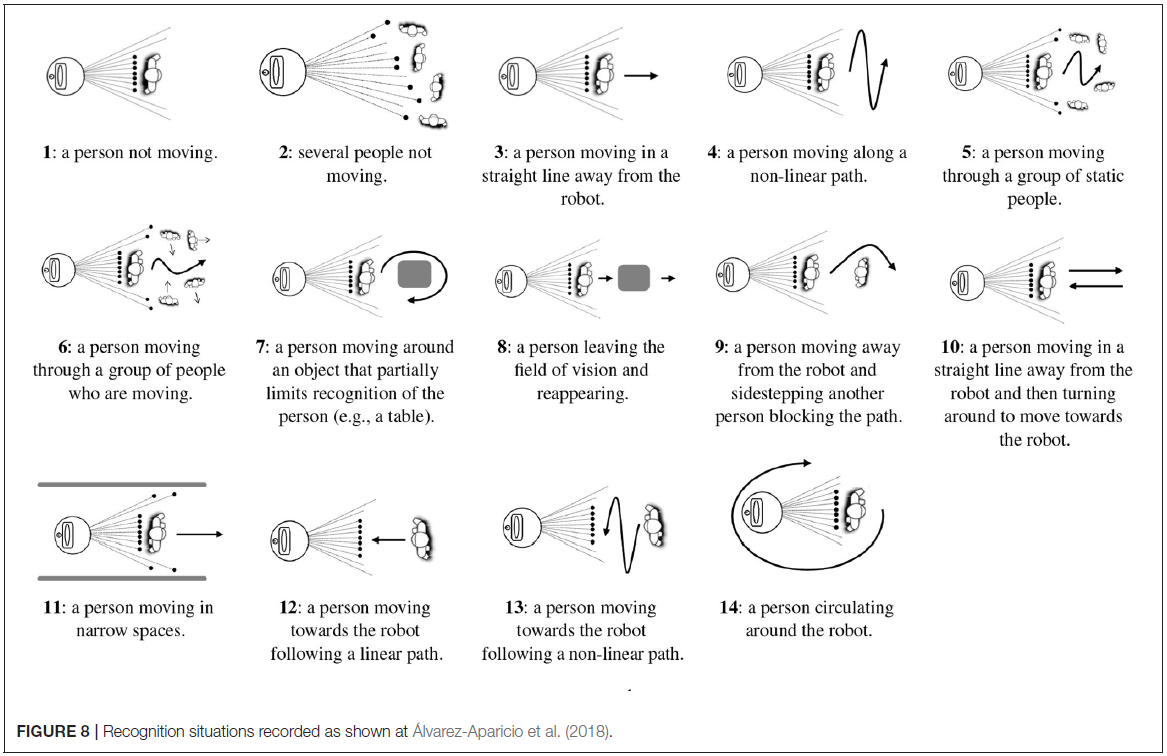 1: a person not moving.
2: several people not
moving.
3: a person moving in a
straight line away from the
robot.
4: a person moving along a
non-linear path.
5: a person moving
through a group of static
people.
6: a person moving
through a group of people
who are moving.
7: a person moving around
an object that partially
limits recognition of the
person (e.g., a table).
8: a person leaving the
field of vision and
reappearing.
9: a person moving away
from the robot and
sidestepping another
person blocking the path.
10: a person moving in a
straight line away from the
robot and then turning
around to move towards
the robot.
11: a person moving in
narrow spaces.
12: a person moving
towards the robot
following a linear path.
13: a person moving
towards the robot
following a non-linear path.
14: a person circulating
around the robot.
FIGURE 8 | Recognition situations recorded as shown at Álvarez-Aparicio et al. (2018).